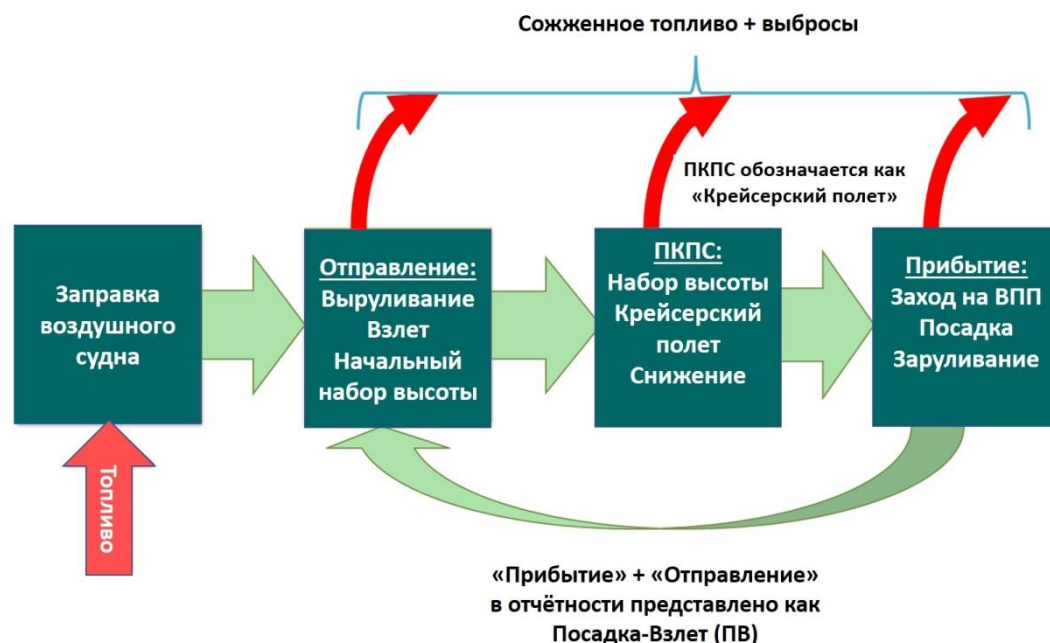 Сожженное топливо + выбросы
ПКПС обозначается как
«Крейсерский полет»
Заправка
воздушного
судна
Отправление:
Выруливание
Взлет
Начальный
набор высоты
ПКПС:
Набор высоты
Крейсерский
полет
Снижение
Прибытие:
Заход на ВПП
Посадка
Заруливание
Топливо
«Прибытие» + «Отправление»
в отчётности представлено как
Посадка-Взлет (ПВ)